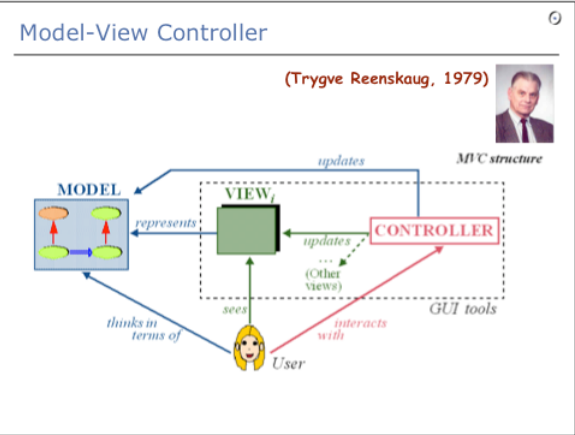 Model-View Controller
(Trygve Reenskaug, 1979)
MVC structure
updates
MODEL
VIEWi
represents
CONTROLLER
updates
...
(Other
views)
GUI tools
sees
thinks in
terms of
interacts
with
User